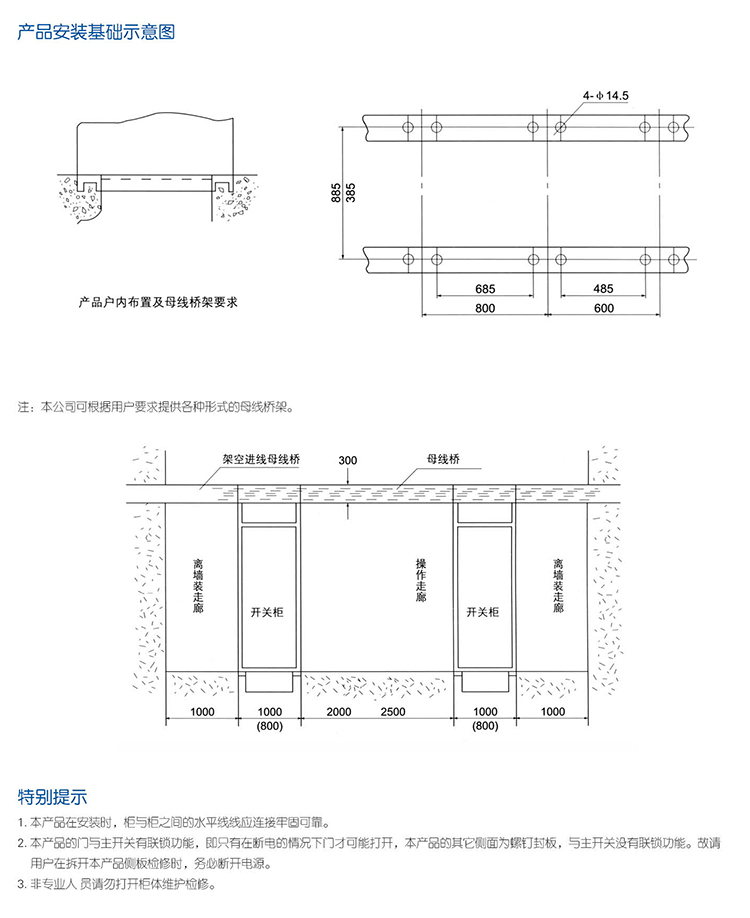 产品安装基础示意图
4-Φ14.5
885
385
685
485
800
600
产品户内布置及母线桥架要求
注：本公司可根据用户要求提供各种形式的母线桥架。
架空进线母线桥
300
母线桥
离墙装走廊
开关柜
操作走廊
开关柜
离墙装走廊
1000
1000
2000
2500
1000
1000
(800)
(800)
特别提示
1. 本产品在安装时，柜与柜之间的水平线线应连接牢固可靠。
2. 本产品的门与主开关有联锁功能，即只有在断电的情况下门才可能打开，本产品的其它侧面为螺钉封板，与主开关没有联锁功能。故请
用户在拆开本产品侧板检修时，务必断开电源。
3. 非专业人 员请勿打开柜体维护检修。